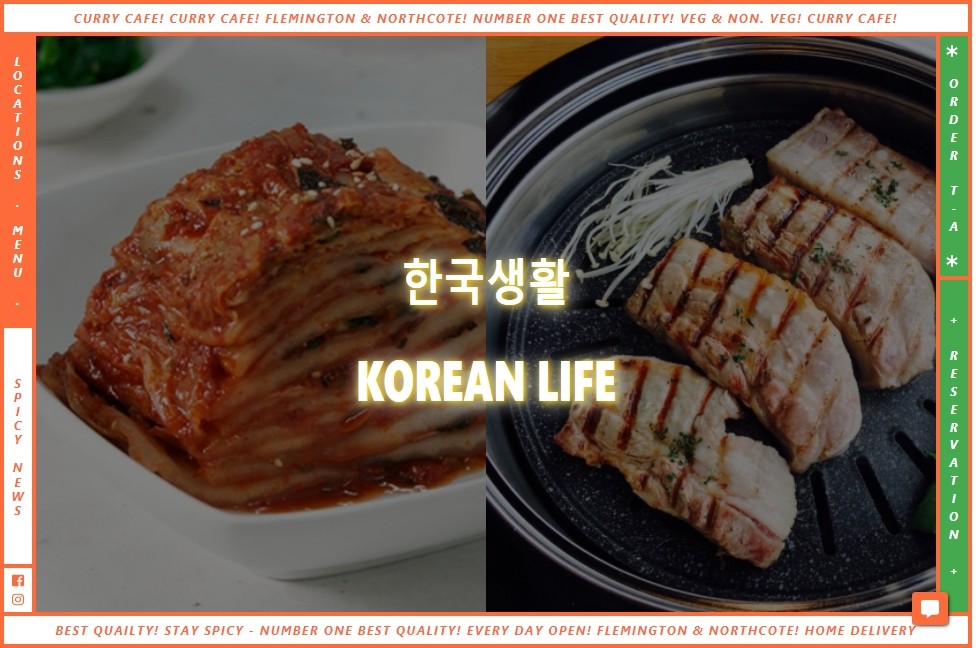 CURRY CAFE! CURRY CAFE! FLEMINGTON & NORTHCOTE! NUMBER ONE BEST QUALITY! VEG & NON. VEG! CURRY CAFE!
LOCATIONS . MENU .
SPICY NEWS
한국생활
KOREAN LIFE
* ORDER T-A *
+ RESERVATION +
BEST QUAILTY! STAY SPICY - NUMBER ONE BEST QUALITY! EVERY DAY OPEN! FLEMINGTON & NORTHCOTE! HOME DELIVERY